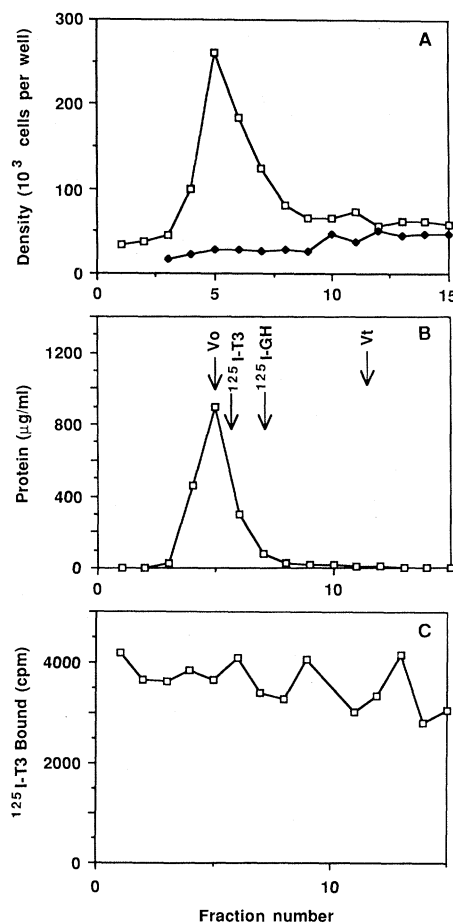 A
Density (10³ cells per well)
300
200
100
0
0 5 10 15
B
Protein (μg/ml)
1200
800
400
0
Vo
¹²⁵I-T3
¹²⁵I-GH
Vt
0 10
C
¹²⁵I-T3 Bound (cpm)
4000
2000
0
0 10
Fraction number